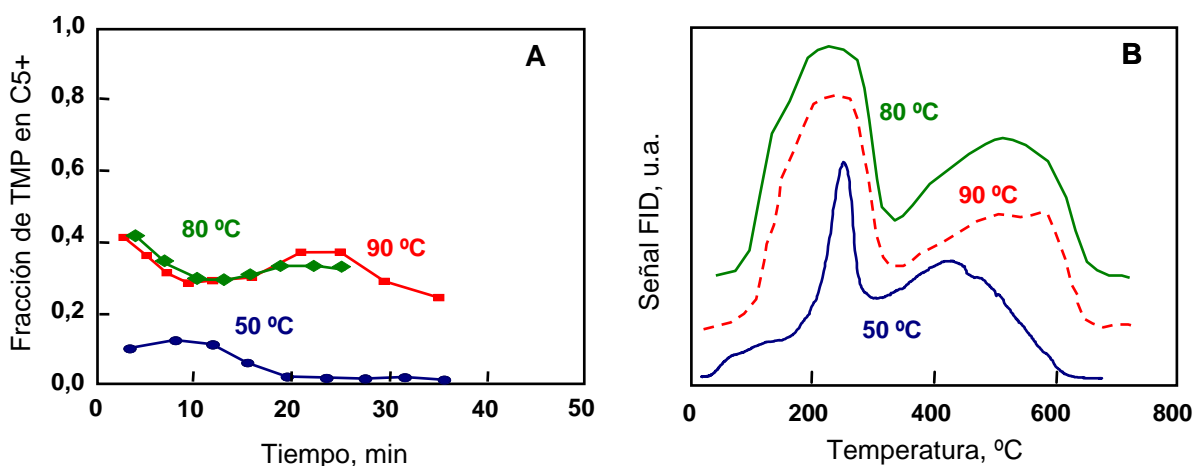 Fracción de TMP en C5+
1,0
0,8
0,6
0,4
0,2
0,0
A
80 ºC
90 ºC
50 ºC
0 10 20 30 40 50
Tiempo, min
Señal FID, u.a.
B
80 ºC
90 ºC
50 ºC
0 200 400 600 800
Temperatura, ºC